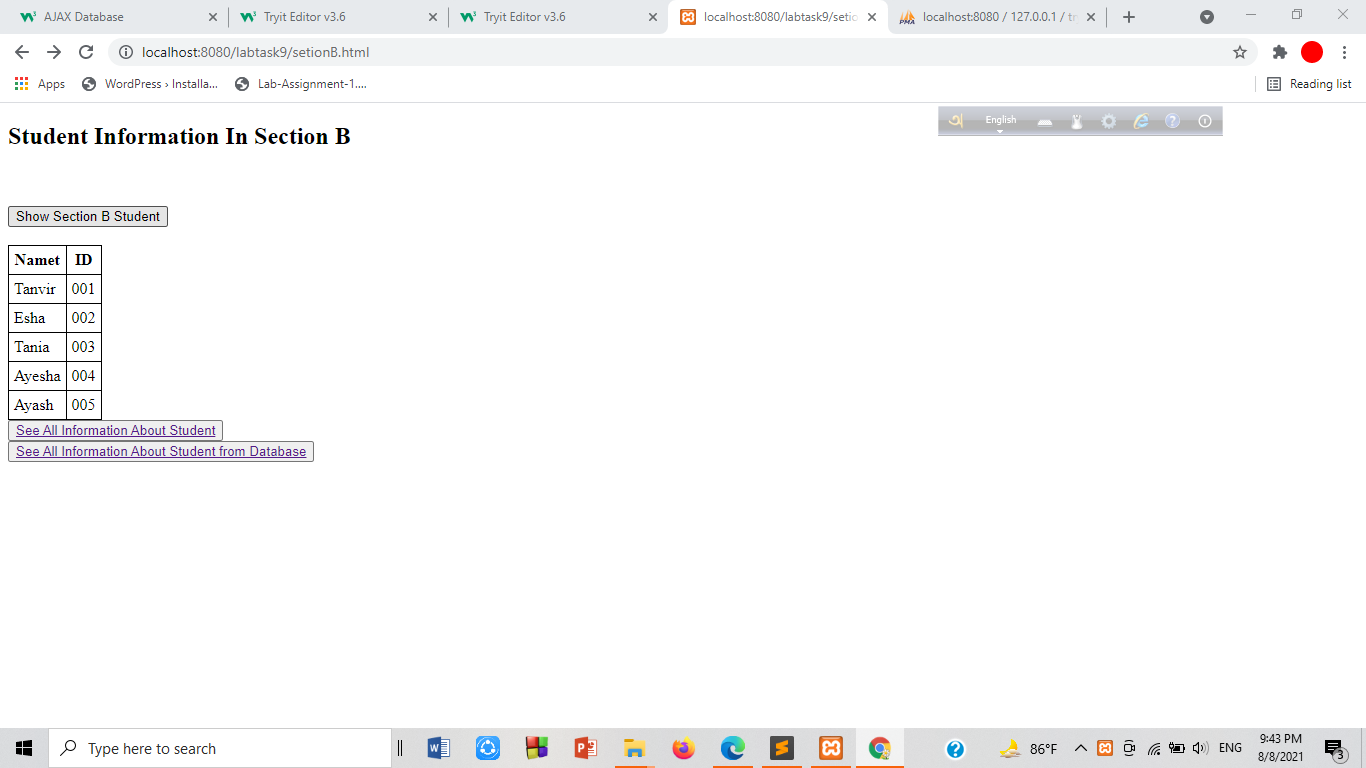 AJAX Database
Tryit Editor v3.6
Tryit Editor v3.6
localhost:8080/labtask9/setio
localhost:8080 / 127.0.0.1 /
localhost:8080/labtask9/setionB.html
Apps
WordPress › Installa...
Lab-Assignment-1....
Reading list
English
Student Information In Section B
Show Section B Student
Namet ID
Tanvir 001
Esha 002
Tania 003
Ayesha 004
Ayash 005
See All Information About Student
See All Information About Student from Database
Type here to search
86°F
ENG
9:43 PM
8/8/2021
3